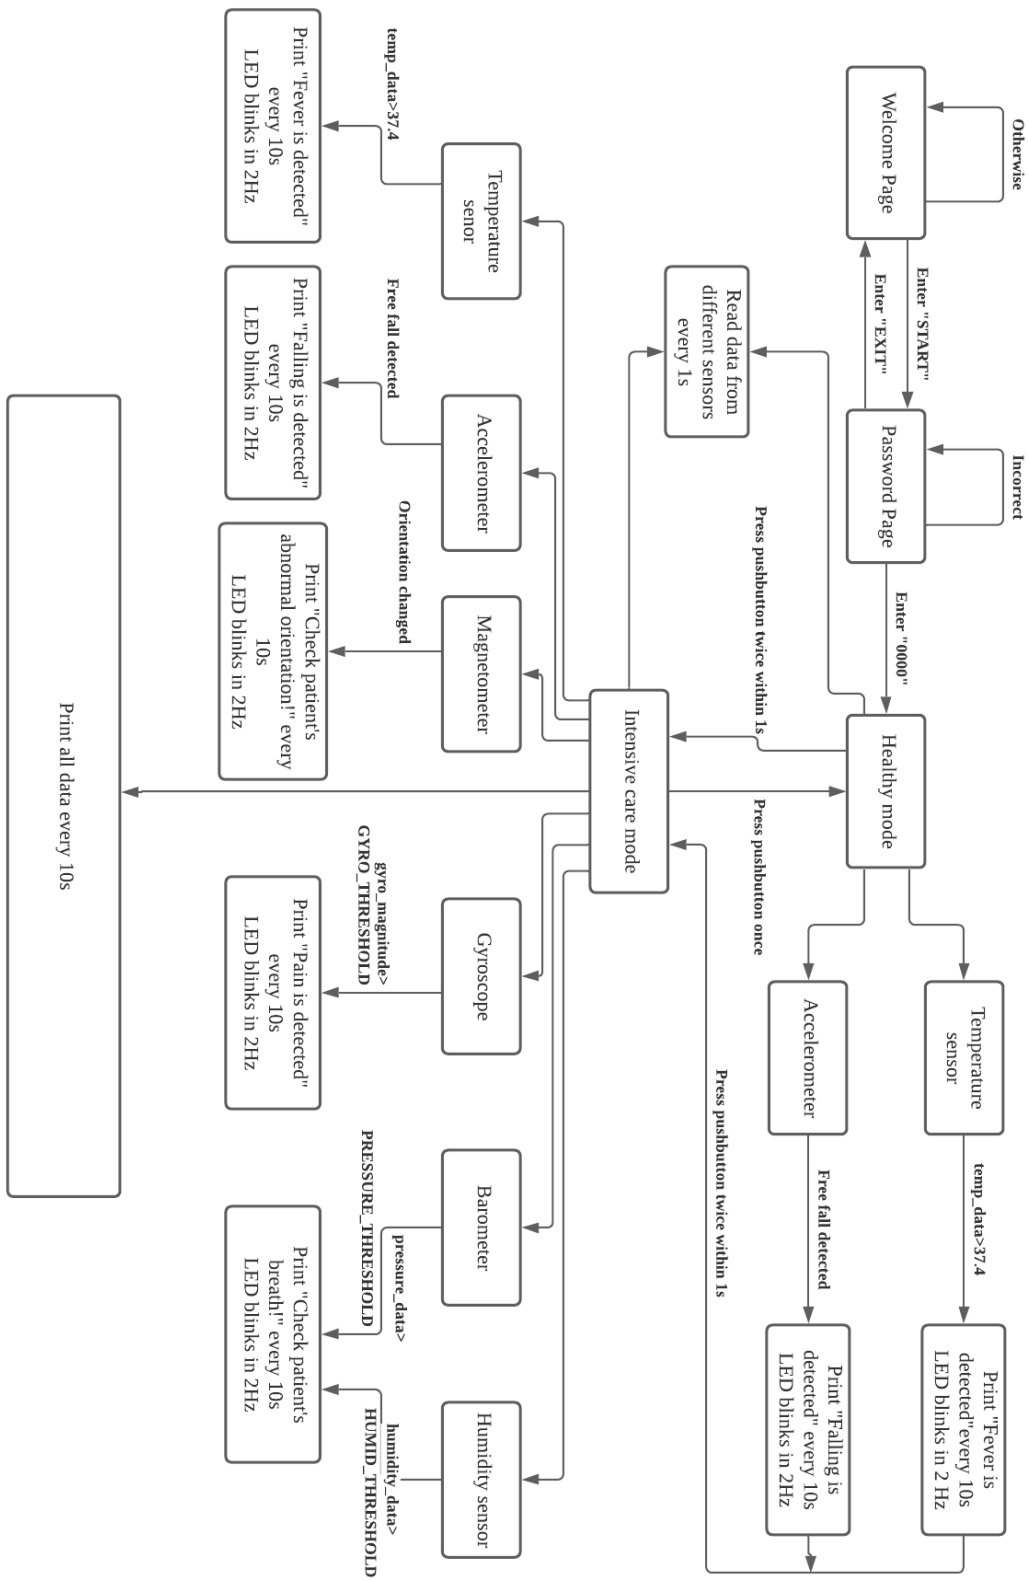 Otherwise
Incorrect
Welcome Page
Enter "START"
Enter "EXIT"
Password Page
Enter "0000"
Healthy mode
Temperature
sensor
temp_data>37.4
Print "Fever is
detected"every 10s
LED blinks in 2 Hz
Accelerometer
Free fall detected
Print "Falling is
detected" every 10s
LED blinks in 2Hz
Read data from
different sensors
every 1s
Press pushbutton twice within 1s
Press pushbutton once
Press pushbutton twice within 1s
Intensive care mode
Temperature
senor
Accelerometer
Magnetometer
Gyroscope
Barometer
Humidity sensor
temp_data>37.4
Free fall detected
Orientation changed
gyro_magnitude>
GYRO_THRESHOLD
pressure_data>
PRESSURE_THRESHOLD
humidity_data>
HUMID_THRESHOLD
Print "Fever is detected"
every 10s
LED blinks in 2Hz
Print "Falling is detected"
every 10s
LED blinks in 2Hz
Print "Check patient's
abnormal orientation!" every
10s
LED blinks in 2Hz
Print "Pain is detected"
every 10s
LED blinks in 2Hz
Print "Check patient's
breath!" every 10s
LED blinks in 2Hz
Print all data every 10s